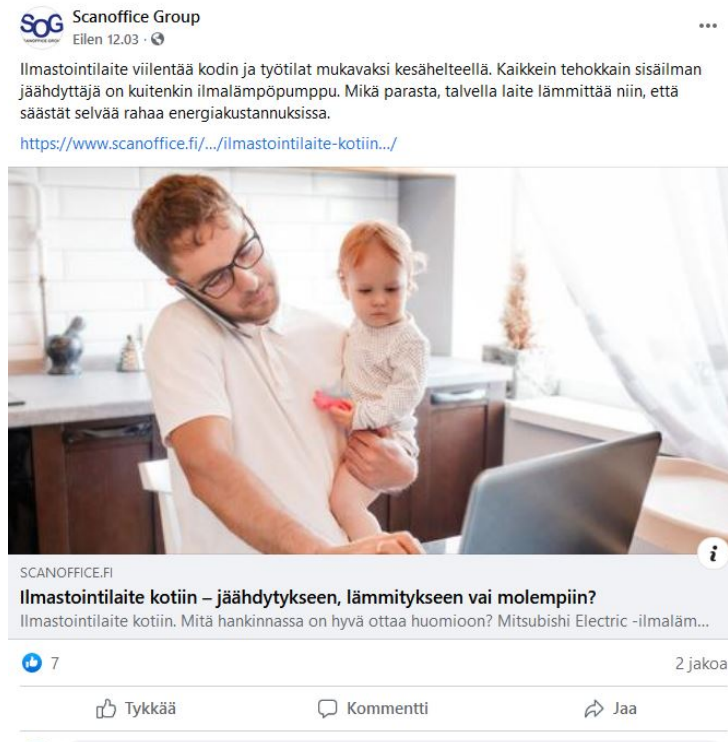 SOG
SCANOFFICE GROUP
Scanoffice Group
Eilen 12.03 ·
Ilmastointilaite viilentää kodin ja työtilat mukavaksi kesähelteellä. Kaikkein tehokkain sisäilman
jäähdyttäjä on kuitenkin ilmalämpöpumppu. Mikä parasta, talvella laite lämmittää niin, että
säästät selvää rahaa energiakustannuksissa.
https://www.scanoffice.fi/.../ilmastointilaite-kotiin.../
SCANOFFICE.FI
Ilmastointilaite kotiin – jäähdytykseen, lämmitykseen vai molempiin?
Ilmastointilaite kotiin. Mitä hankinnassa on hyvä ottaa huomioon? Mitsubishi Electric -ilmaläm...
7
2 jakoa
Tykkää
Kommentti
Jaa